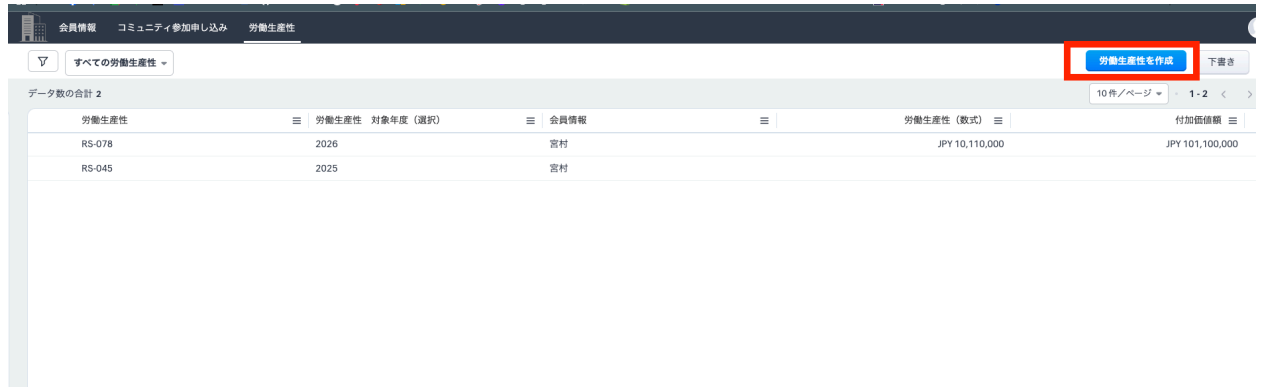 会員情報 コミュニティ参加申し込み 労働生産性
すべての労働生産性 労働生産性を作成 下書き
データ数の合計 2 10件／ページ 1-2
労働生産性 労働生産性 対象年度（選択） 会員情報 労働生産性（数式） 付加価値額
RS-078 2026 宮村 JPY 10,110,000 JPY 101,100,000
RS-045 2025 宮村